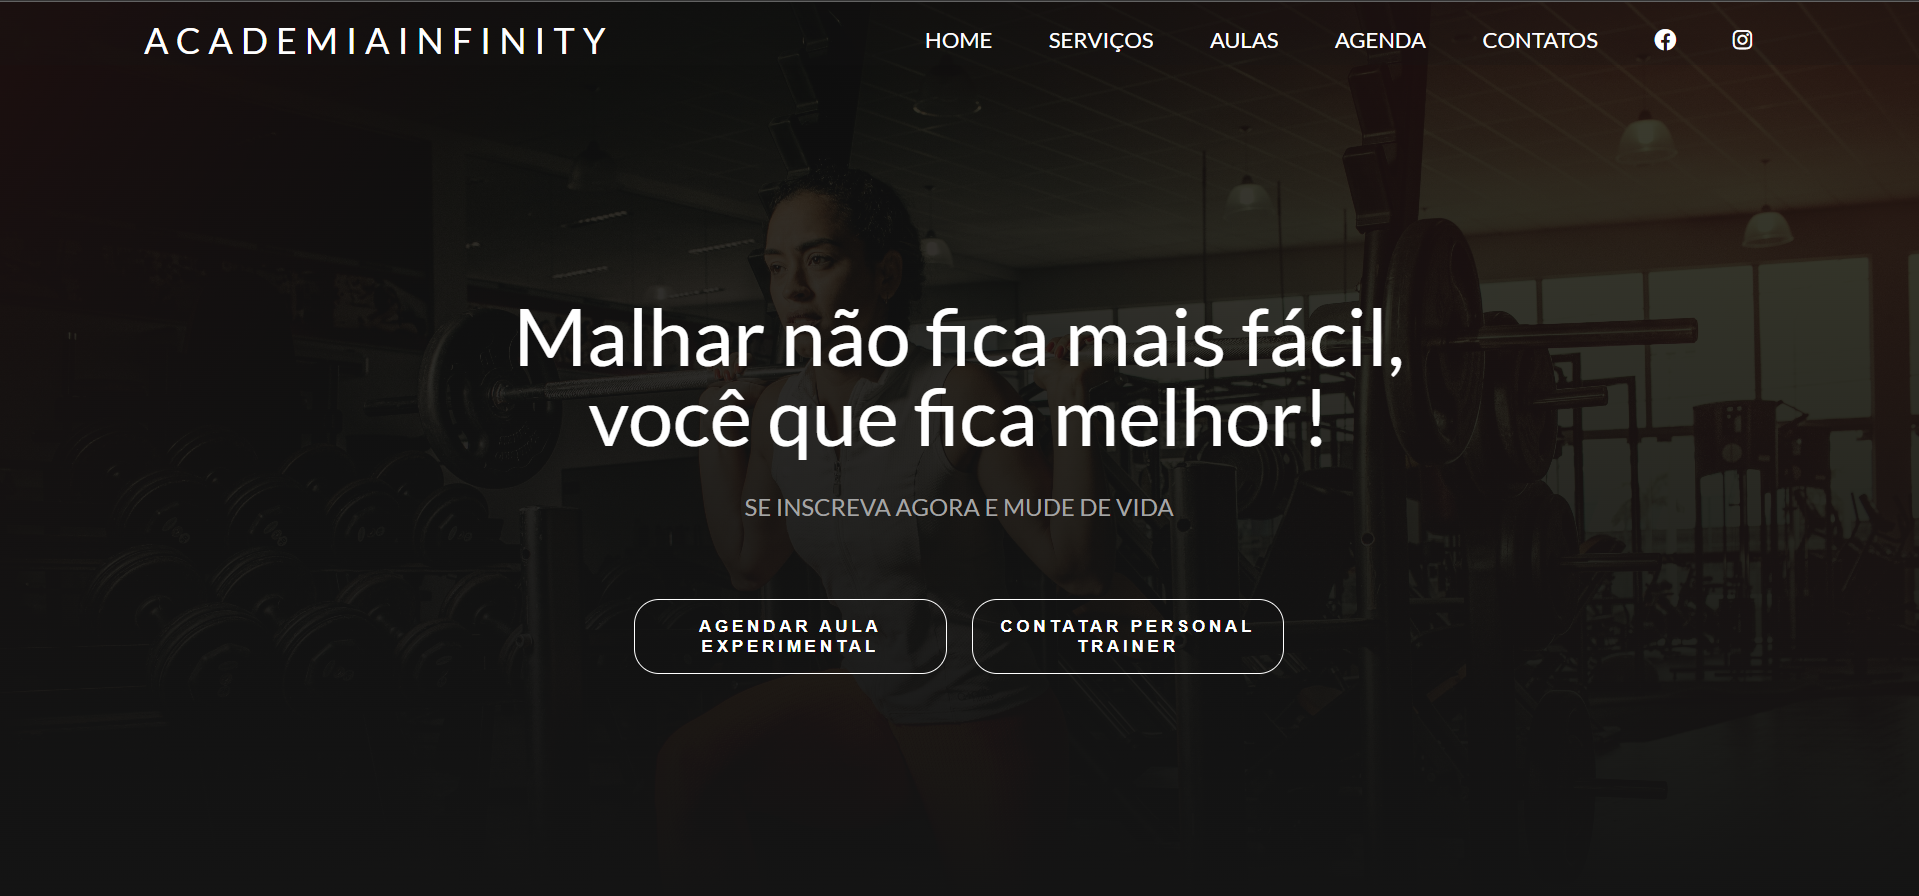 ACADEMIAINFINITY
HOME SERVIÇOS AULAS AGENDA CONTATOS
Malhar não fica mais fácil,
você que fica melhor!
SE INSCREVA AGORA E MUDE DE VIDA
AGENDAR AULA
EXPERIMENTAL
CONTATAR PERSONAL
TRAINER